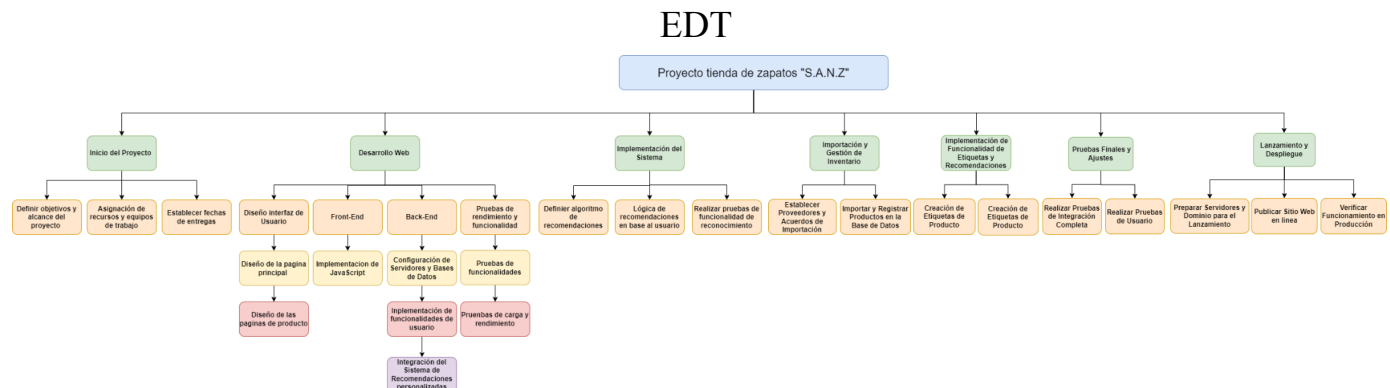 EDT
Proyecto tienda de zapatos "S.A.N.Z"
Inicio del Proyecto
Desarrollo Web
Implementación del
Sistema
Importación y
Gestión de
Inventario
Implementación de
Funcionalidad de
Etiquetas y
Recomendaciones
Pruebas Finales y
Ajustes
Lanzamiento y
Despliegue
Definir objetivos y
alcance del
proyecto
Asignación de
recursos y equipos
de trabajo
Establecer fechas
de entregas
Diseño interfaz de
Usuario
Front-End
Back-End
Pruebas de
rendimiento y
funcionalidad
Definier algoritmo
de
recomendaciones
Lógica de
recomendaciones
en base al usuario
Realizar pruebas de
funcionalidad de
reconocimiento
Establecer
Proveedores y
Acuerdos de
Importación
Importar y Registrar
Productos en la
Base de Datos
Creación de
Etiquetas de
Producto
Creación de
Etiquetas de
Producto
Realizar Pruebas
de Integración
Completa
Realizar Pruebas
de Usuario
Preparar Servidores y
Dominio para el
Lanzamiento
Publicar Sitio Web
en línea
Verificar
Funcionamiento en
Producción
Diseño de la pagina
principal
Implementacion de
JavaScript
Configuración de
Servidores y Bases
de Datos
Pruebas de
funcionalidades
Diseño de las
paginas de producto
Inplementación de
funcionalidades de
usuario
Pruenbas de carga y
rendimiento
Integración del
Sistema de
Recomendaciones
personalizadas